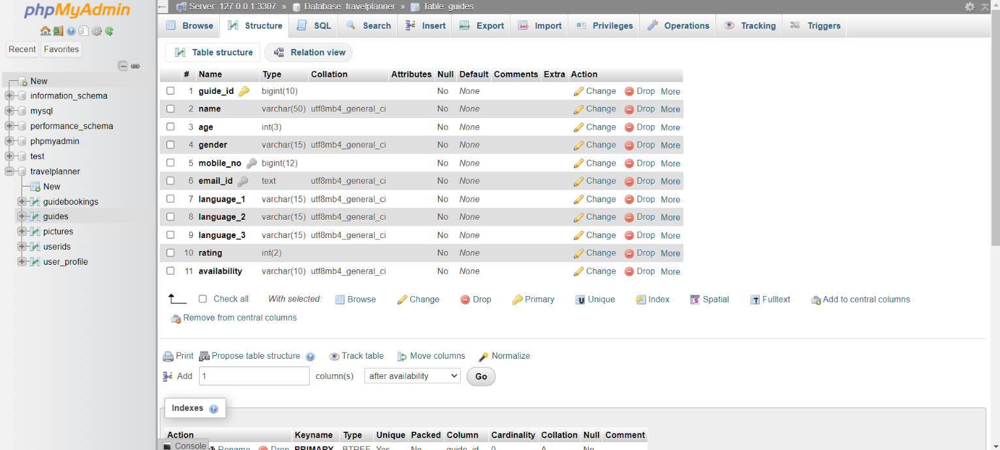 phpMyAdmin
Recent Favorites
New
information_schema
mysql
performance_schema
phpmyadmin
test
travelplanner
New
guidebookings
guides
pictures
userids
user_profile
Server: 127.0.0.1:3307 » Database: travelplanner » Table: guides
Browse Structure SQL Search Insert Export Import Privileges Operations Tracking Triggers
Table structure Relation view
# Name Type Collation Attributes Null Default Comments Extra Action
1 guide_id bigint(10) No None Change Drop More
2 name varchar(50) utf8mb4_general_ci No None Change Drop More
3 age int(3) No None Change Drop More
4 gender varchar(15) utf8mb4_general_ci No None Change Drop More
5 mobile_no bigint(12) No None Change Drop More
6 email_id text utf8mb4_general_ci No None Change Drop More
7 language_1 varchar(15) utf8mb4_general_ci No None Change Drop More
8 language_2 varchar(15) utf8mb4_general_ci No None Change Drop More
9 language_3 varchar(15) utf8mb4_general_ci No None Change Drop More
10 rating int(2) No None Change Drop More
11 availability varchar(10) utf8mb4_general_ci No None Change Drop More
Check all With selected: Browse Change Drop Primary Unique Index Spatial Fulltext Add to central columns
Remove from central columns
Print Propose table structure Track table Move columns Normalize
Add 1 column(s) after availability Go
Indexes
Action Keyname Type Unique Packed Column Cardinality Collation Null Comment
Console Rename Drop PRIMARY BTREE Yes No guide_id 0 A No